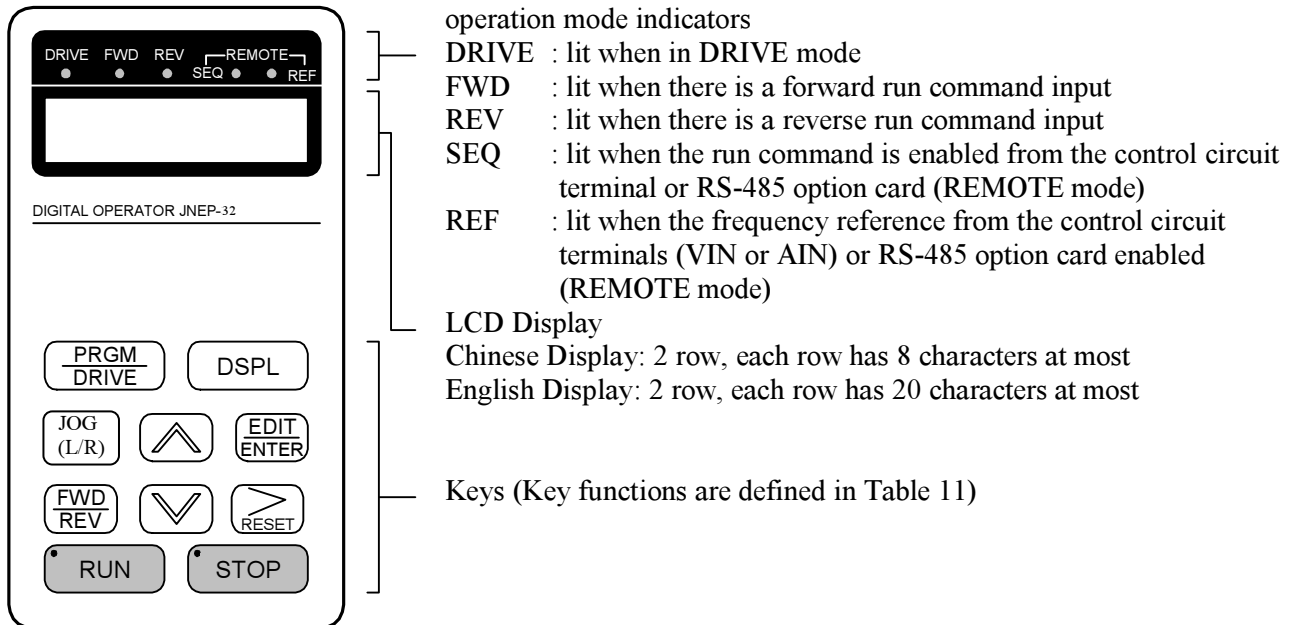 DRIVE FWD REV REMOTE
SEQ REF
DIGITAL OPERATOR JNEP-32
PRGM
DRIVE
DSPL
JOG
(L/R)
EDIT
ENTER
FWD
REV
RESET
RUN
STOP
operation mode indicators
DRIVE : lit when in DRIVE mode
FWD : lit when there is a forward run command input
REV : lit when there is a reverse run command input
SEQ : lit when the run command is enabled from the control circuit
terminal or RS-485 option card (REMOTE mode)
REF : lit when the frequency reference from the control circuit
terminals (VIN or AIN) or RS-485 option card enabled
(REMOTE mode)
LCD Display
Chinese Display: 2 row, each row has 8 characters at most
English Display: 2 row, each row has 20 characters at most
Keys (Key functions are defined in Table 11)